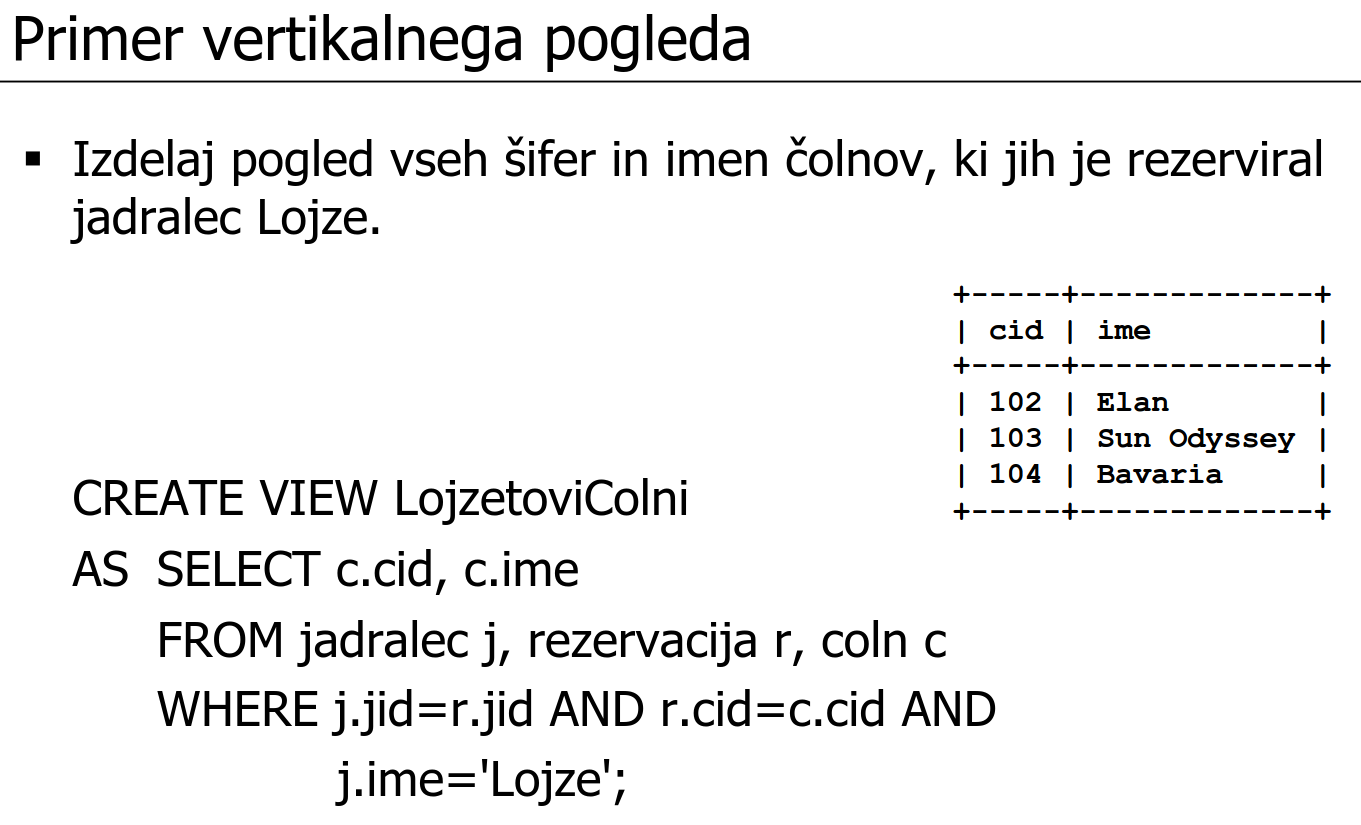 Primer vertikalnega pogleda
▪ Izdelaj pogled vseh šifer in imen čolnov, ki jih je rezerviral
jadralec Lojze.
+-----+-------------+
| cid | ime         |
+-----+-------------+
| 102 | Elan        |
| 103 | Sun Odyssey |
| 104 | Bavaria     |
+-----+-------------+
CREATE VIEW LojzetoviColni
AS SELECT c.cid, c.ime
FROM jadralec j, rezervacija r, coln c
WHERE j.jid=r.jid AND r.cid=c.cid AND
j.ime='Lojze';